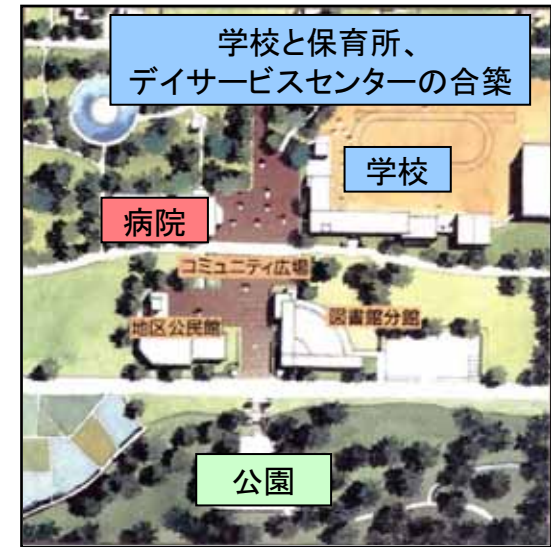 学校と保育所、
デイサービスセンターの合築
学校
病院
コミュニティ広場
地区公民館
図書館分館
公園